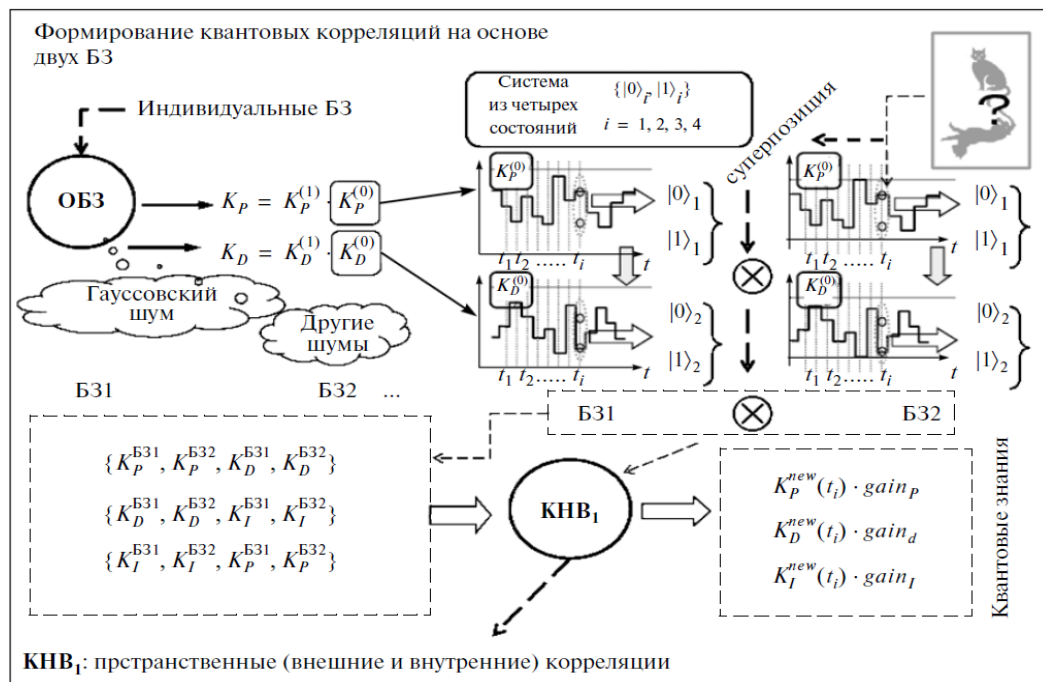 Формирование квантовых корреляций на основе
двух БЗ
Индивидуальные БЗ
Система
из четырех
состояний
{|0⟩_i, |1⟩_i}
i = 1, 2, 3, 4
суперпозиция
?
ОБЗ
K_P = K_P^{(1)} · K_P^{(0)}
K_D = K_D^{(1)} · K_D^{(0)}
Гауссовский
шум
Другие
шумы
K_P^{(0)}
|0⟩_1
|1⟩_1
t_1 t_2 ..... t_i t
K_D^{(0)}
|0⟩_2
|1⟩_2
t_1 t_2 ..... t_i t
K_P^{(0)}
|0⟩_1
|1⟩_1
t_1 t_2 ..... t_i t
K_D^{(0)}
|0⟩_2
|1⟩_2
t_1 t_2 ..... t_i t
БЗ1 БЗ2 ...
БЗ1 БЗ2
{K_P^{БЗ1}, K_P^{БЗ2}, K_D^{БЗ1}, K_D^{БЗ2}}
{K_D^{БЗ1}, K_D^{БЗ2}, K_I^{БЗ1}, K_I^{БЗ2}}
{K_I^{БЗ1}, K_I^{БЗ2}, K_P^{БЗ1}, K_P^{БЗ2}}
КНВ_1
K_P^{new}(t_i) · gain_P
K_D^{new}(t_i) · gain_d
K_I^{new}(t_i) · gain_I
Квантовые знания
КНВ_1: прстранственные (внешние и внутренние) корреляции